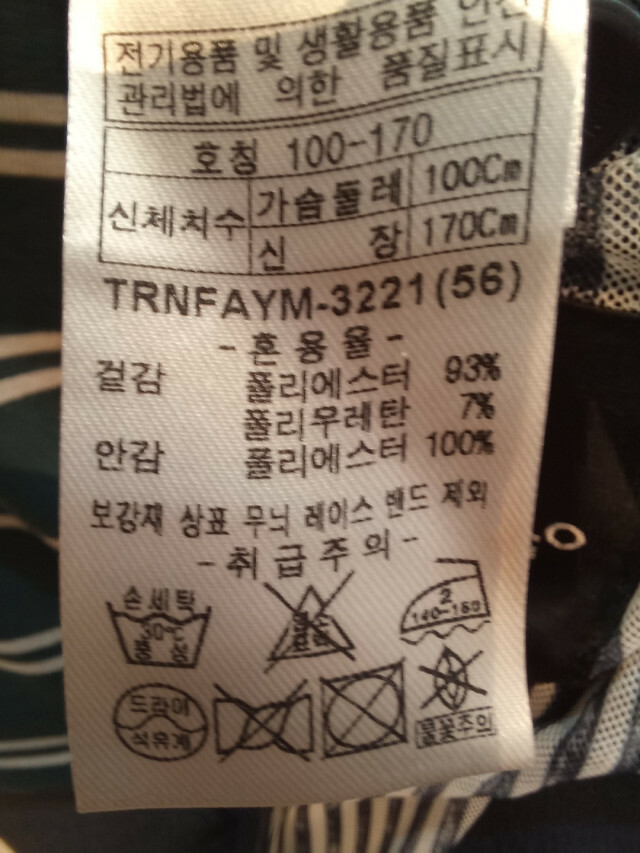 전기용품 및 생활용품 안전
관리법에 의한 품질표시
호칭 100-170
신체치수 가슴둘레 100Cm
신 장 170Cm
TRNFAYM-3221(56)
-혼용율-
겉감 폴리에스터 93%
폴리우레탄 7%
안감 폴리에스터 100%
보강재 상표 무늬 레이스 밴드 제외
-취급주의-
손세탁
30℃
중성
2
140-160
드라이
석유계
불꽃주의